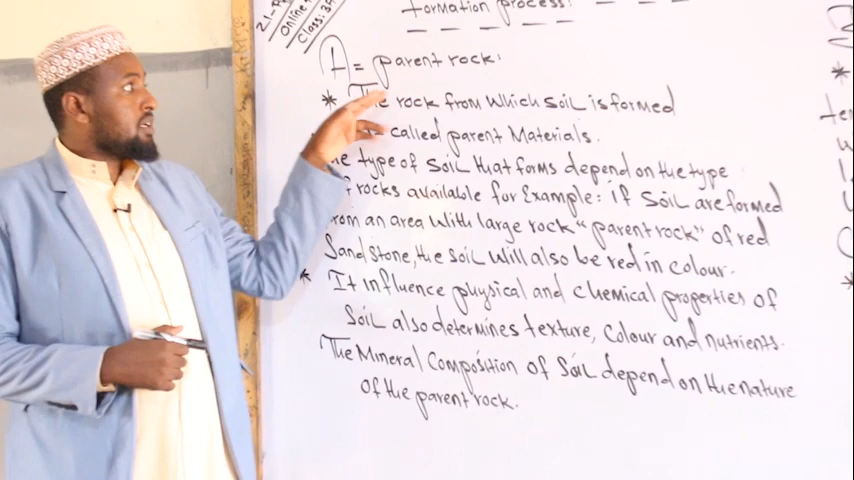 Online
Class: 3A
formation process:
A = parent rock:
* The rock from which soil is formed
called parent Materials.
The type of soil that forms depend on the type
of rocks available for Example: if Soil are formed
from an area with large rock "parent rock" of red
Sand stone, the soil will also be red in colour.
* It influence physical and chemical properties of
Soil also determines texture, colour and nutrients.
The Mineral Composition of Soil depend on the nature
of the parent rock.